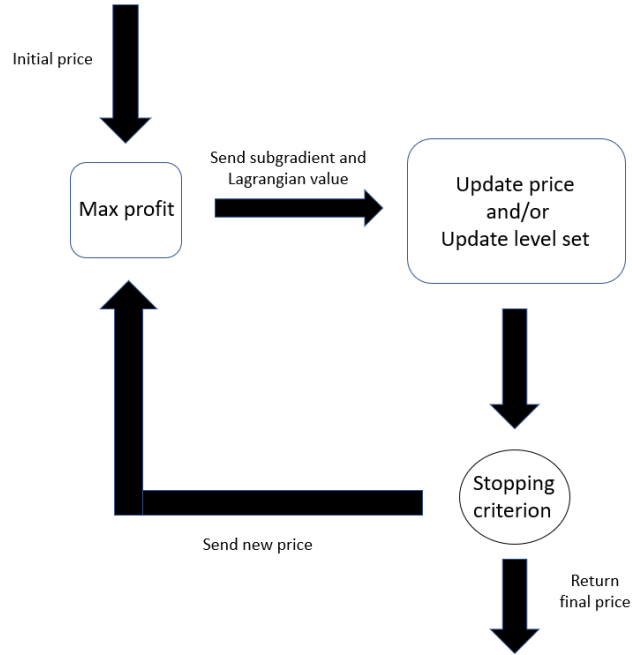 Initial price
Send subgradient and
Lagrangian value
Max profit
Update price
and/or
Update level set
Stopping
criterion
Send new price
Return
final price